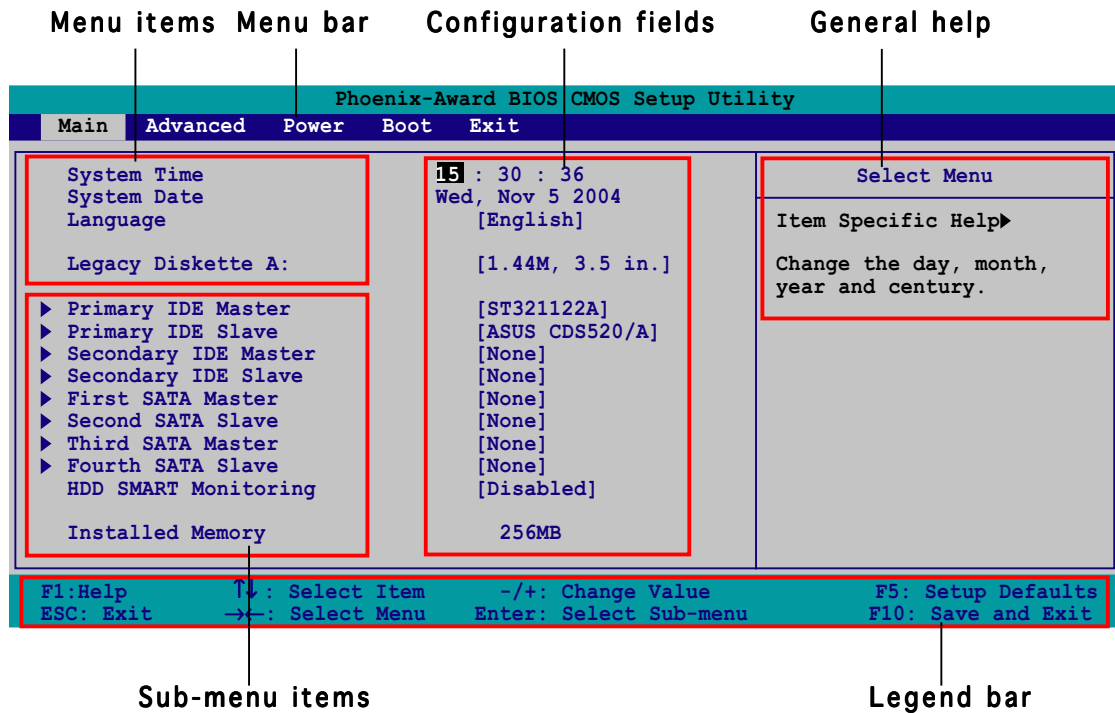 Menu items Menu bar Configuration fields General help
Phoenix-Award BIOS CMOS Setup Utility
Main Advanced Power Boot Exit
System Time 15 : 30 : 36
System Date Wed, Nov 5 2004
Language [English]
Legacy Diskette A: [1.44M, 3.5 in.]
Select Menu
Item Specific Help▶
Change the day, month,
year and century.
▶ Primary IDE Master [ST321122A]
▶ Primary IDE Slave [ASUS CDS520/A]
▶ Secondary IDE Master [None]
▶ Secondary IDE Slave [None]
▶ First SATA Master [None]
▶ Second SATA Slave [None]
▶ Third SATA Master [None]
▶ Fourth SATA Slave [None]
HDD SMART Monitoring [Disabled]
Installed Memory 256MB
F1:Help ↑↓: Select Item -/+: Change Value F5: Setup Defaults
ESC: Exit →←: Select Menu Enter: Select Sub-menu F10: Save and Exit
Sub-menu items Legend bar